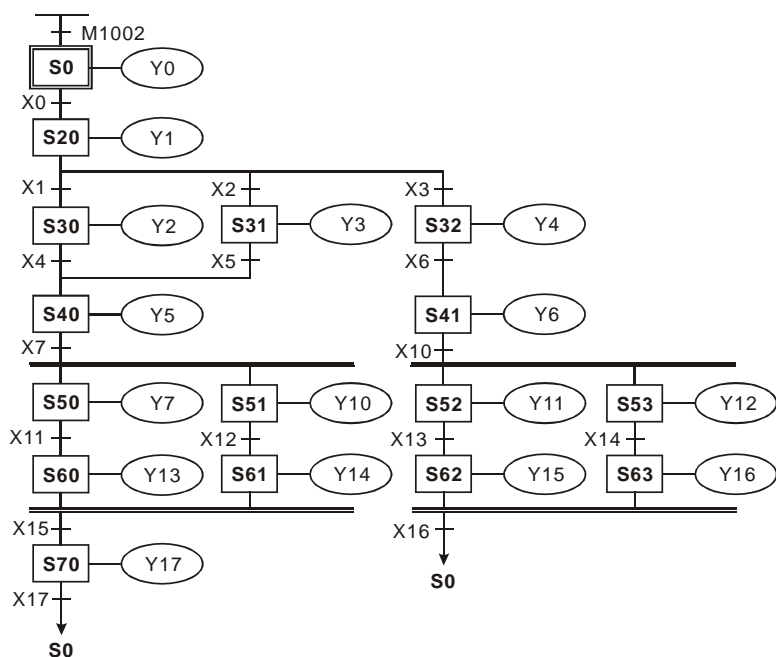 M1002
S0 Y0
X0
S20 Y1
X1 X2 X3
S30 Y2 S31 Y3 S32 Y4
X4 X5 X6
S40 Y5 S41 Y6
X7 X10
S50 Y7 S51 Y10 S52 Y11 S53 Y12
X11 X12 X13 X14
S60 Y13 S61 Y14 S62 Y15 S63 Y16
X15 X16
S70 Y17 S0
X17
S0